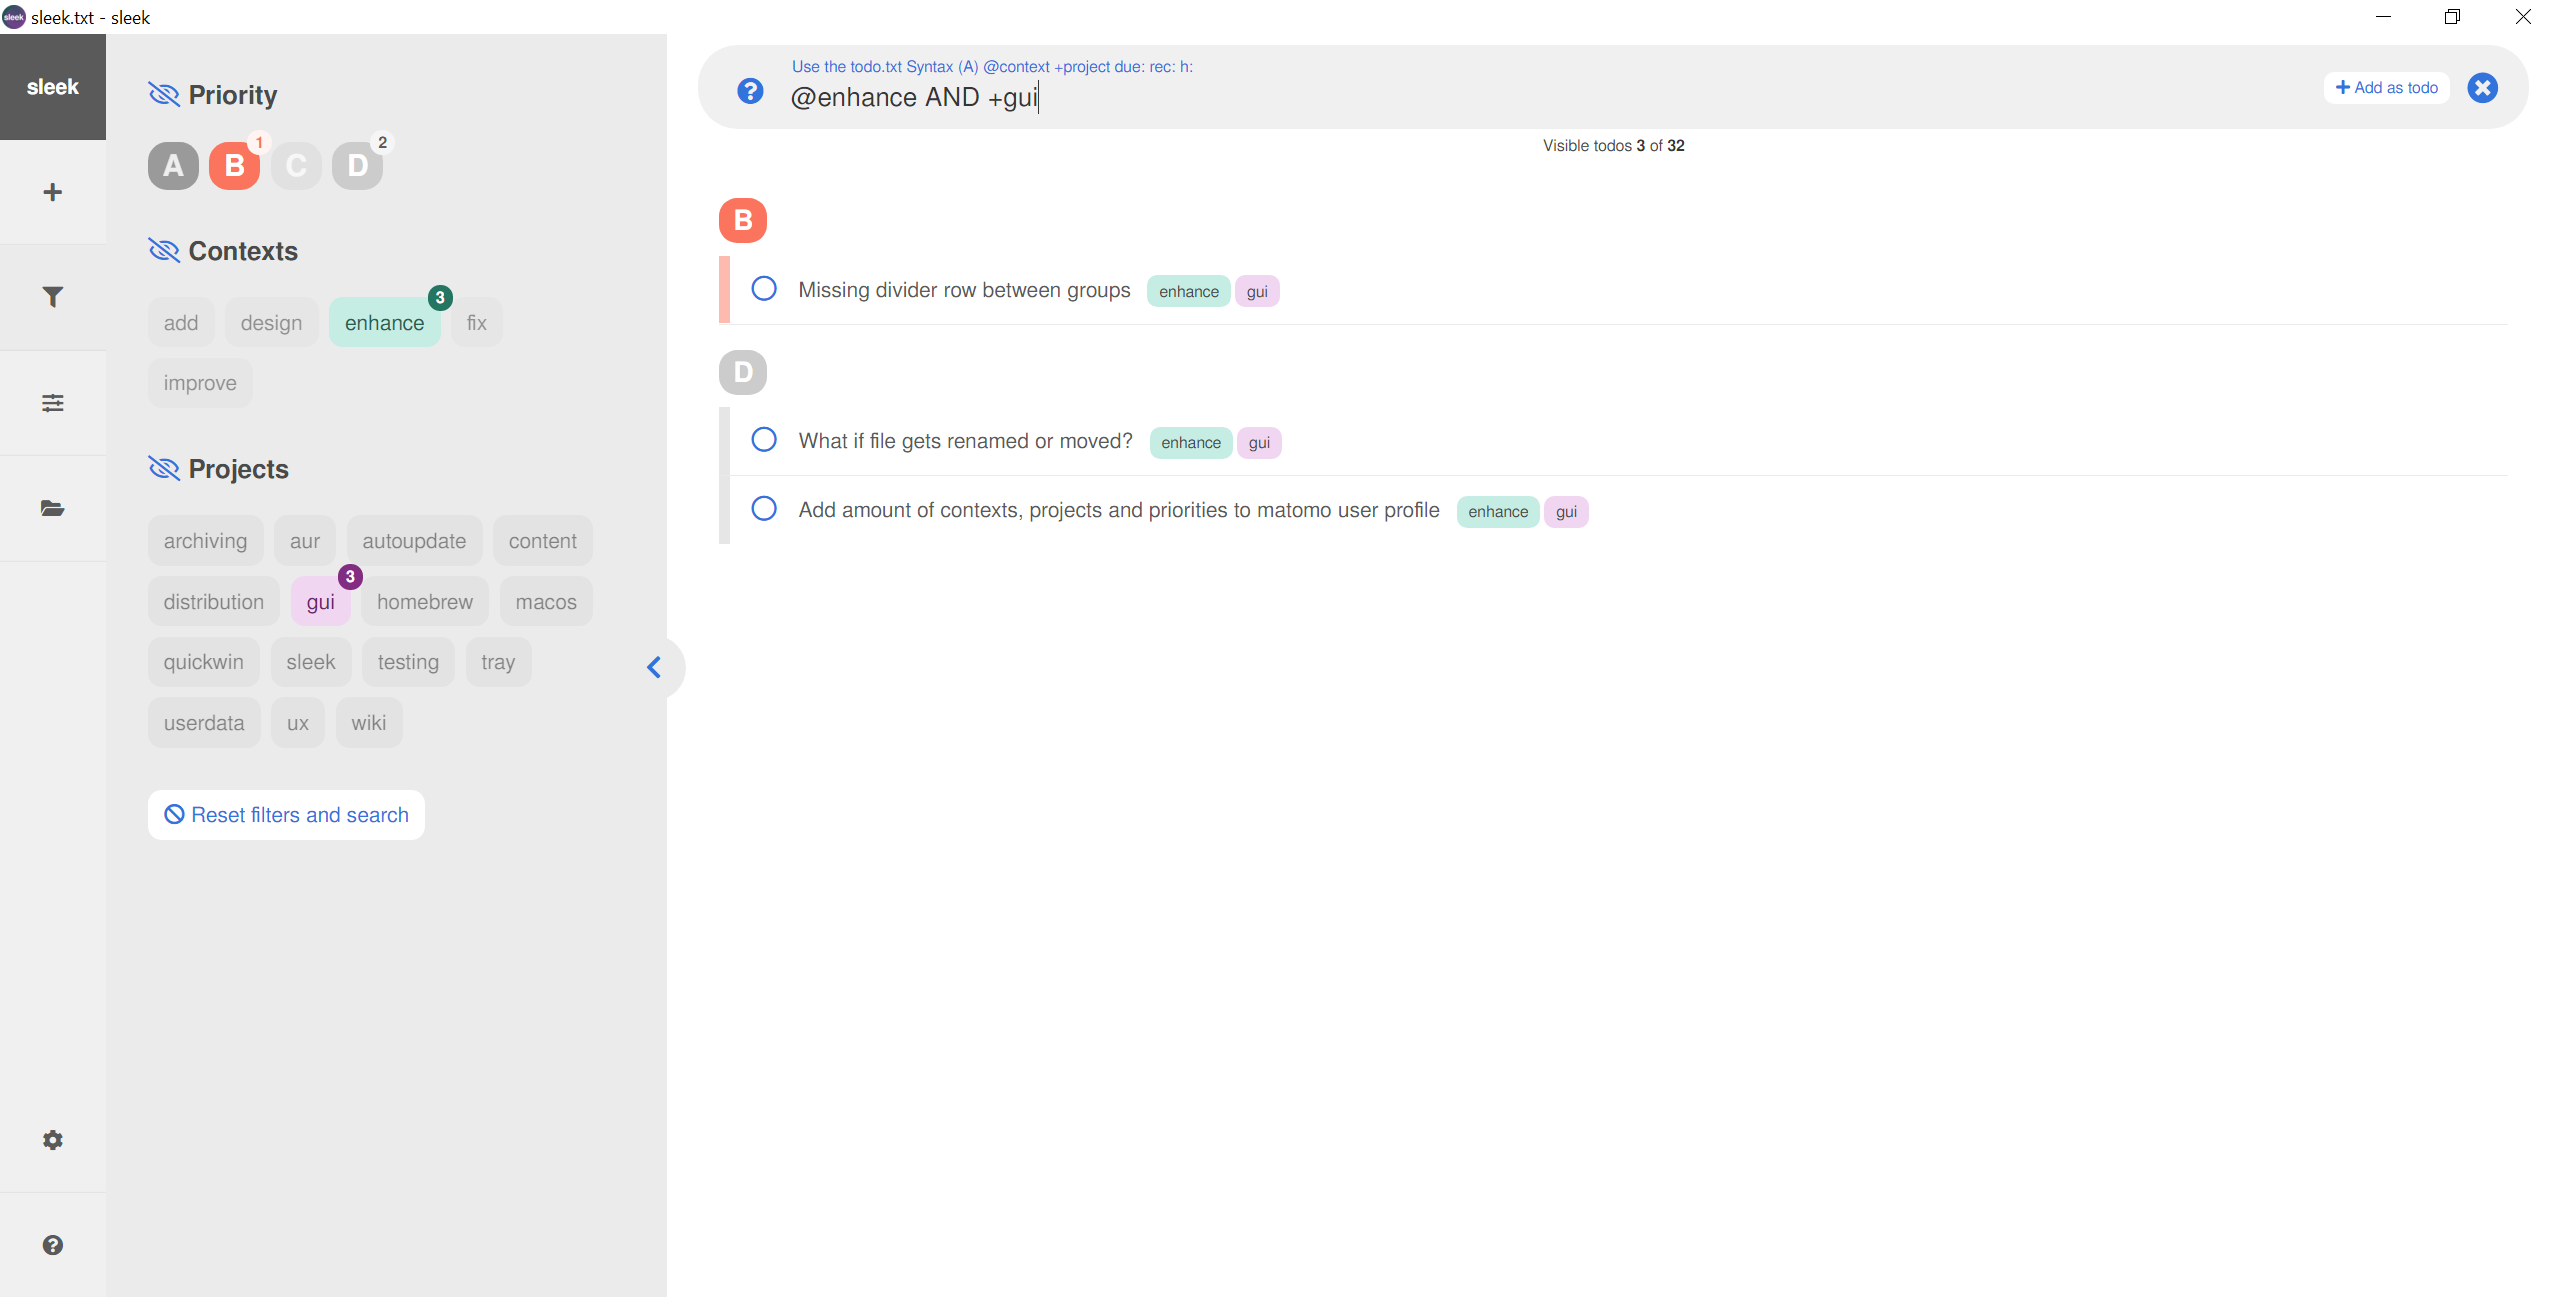 sleek sleek.txt - sleek
sleek
Priority
A B 1 C D 2
Contexts
add design enhance 3 fix
improve
Projects
archiving aur autoupdate content
distribution gui 3 homebrew macos
quickwin sleek testing tray
userdata ux wiki
Reset filters and search
Use the todo.txt Syntax (A) @context +project due: rec: h:
@enhance AND +gui
Add as todo
Visible todos 3 of 32
B
Missing divider row between groups enhance gui
D
What if file gets renamed or moved? enhance gui
Add amount of contexts, projects and priorities to matomo user profile enhance gui